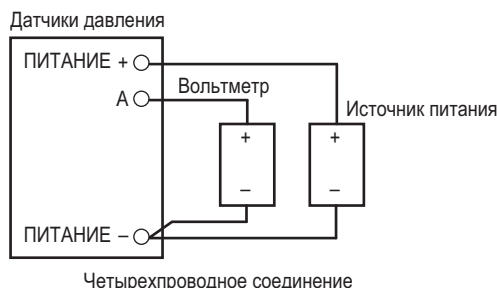 Датчики давления
ПИТАНИЕ +
Вольтметр
А
Источник питания
+ +
– –
ПИТАНИЕ –
Четырехпроводное соединение